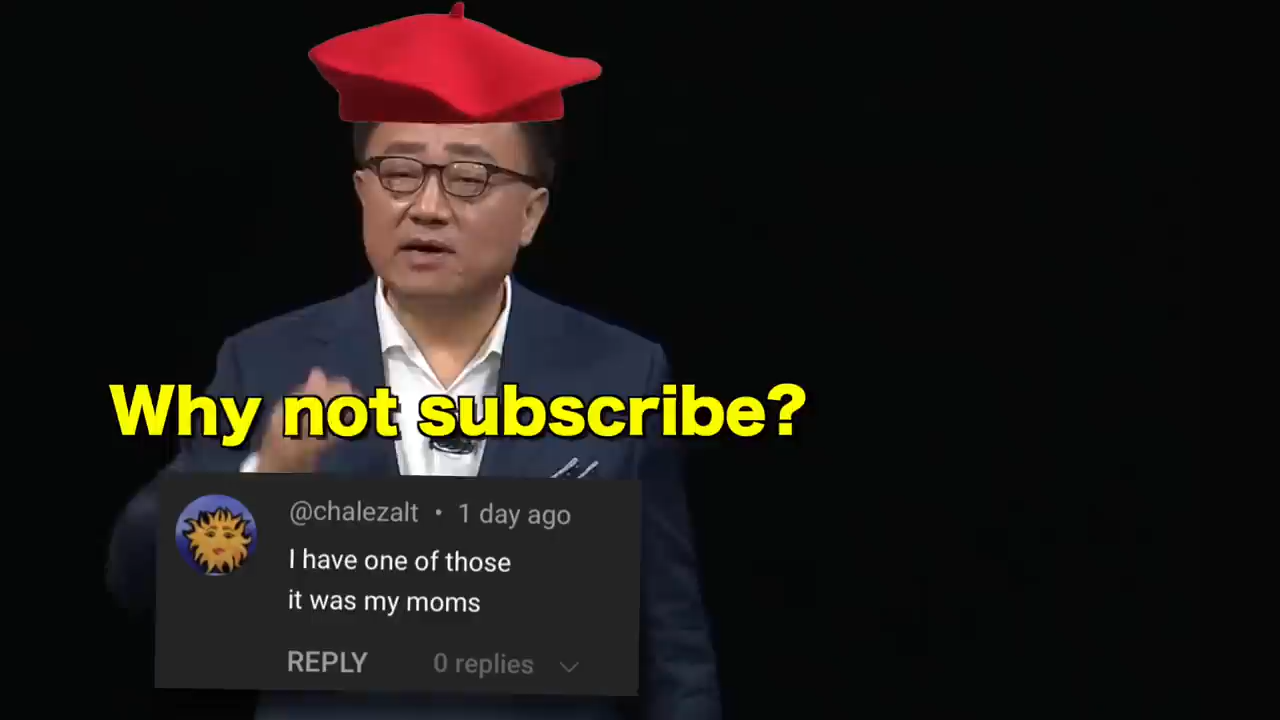 Why not subscribe?
@chalezalt • 1 day ago
I have one of those
it was my moms
REPLY 0 replies